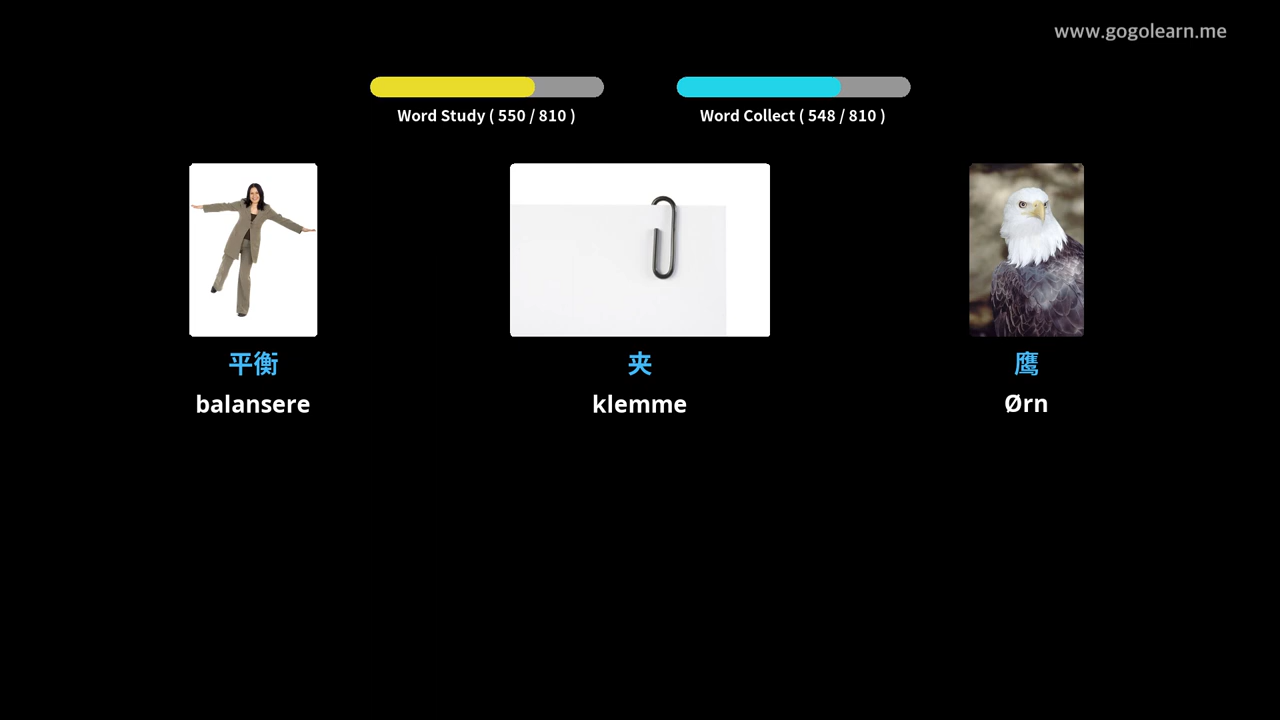 www.gogolearn.me
Word Study ( 550 / 810 )
Word Collect ( 548 / 810 )
平衡
夹
鹰
balansere
klemme
Ørn